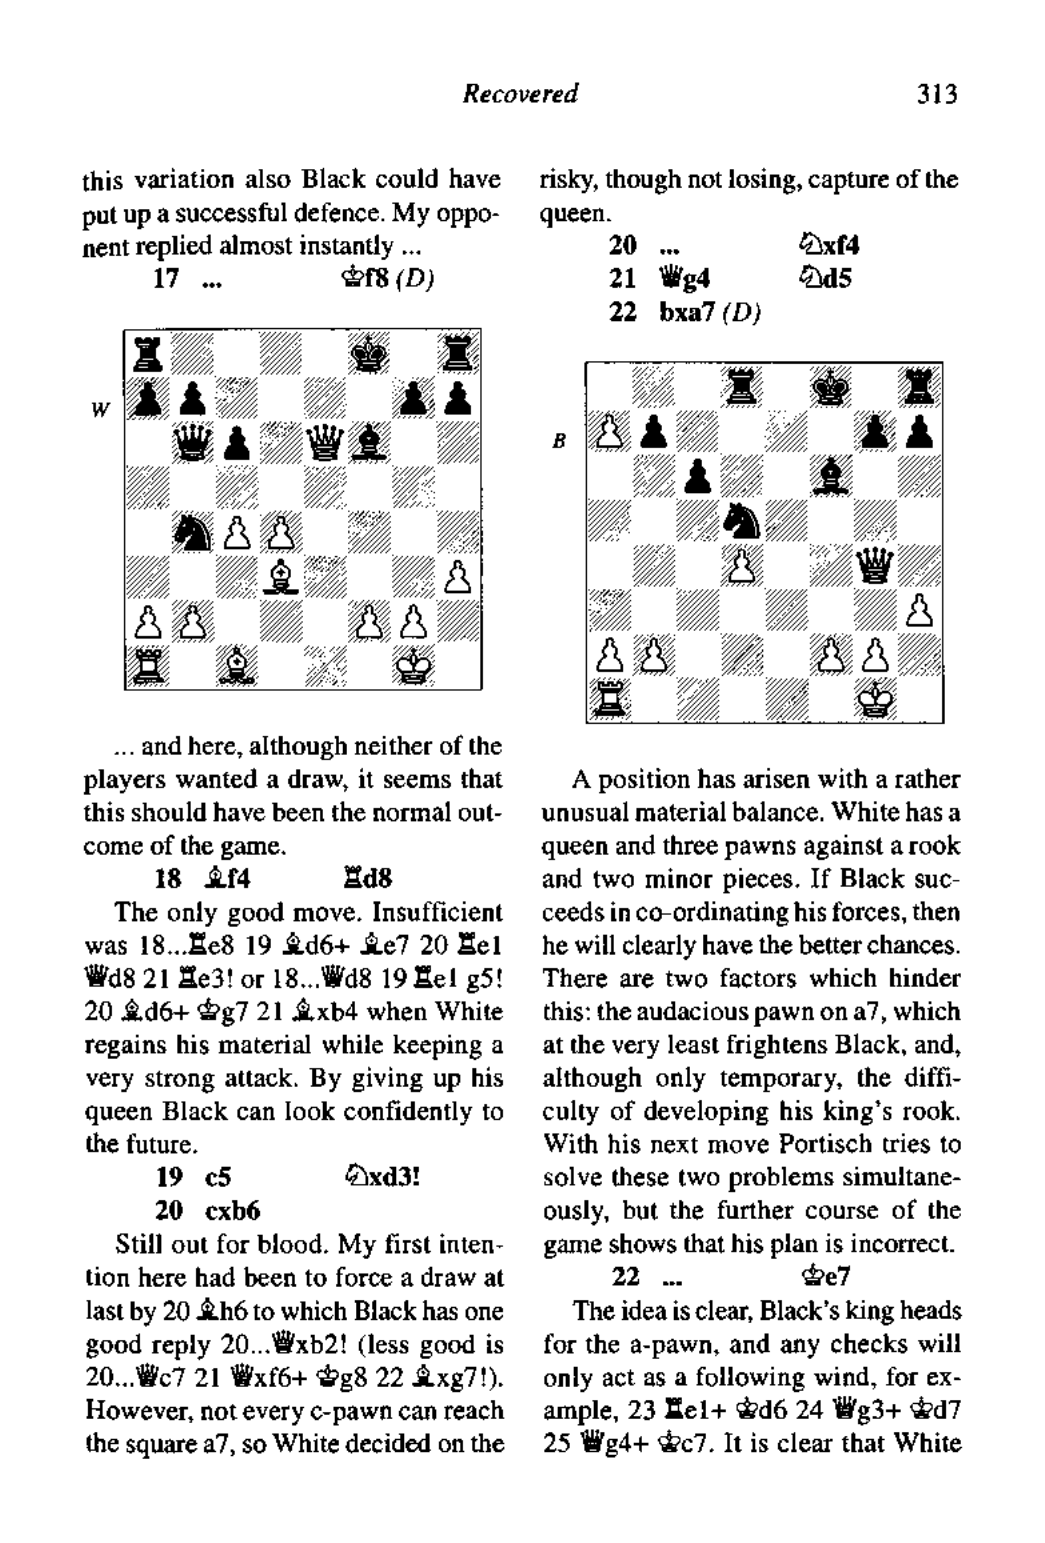 Recovered 313
this variation also Black could have
put up a successful defence. My oppo-
nent replied almost instantly ...
17 ... ♔f8 (D)
W
... and here, although neither of the
players wanted a draw, it seems that
this should have been the normal out-
come of the game.
18 ♗f4 ♖d8
The only good move. Insufficient
was 18...♖e8 19 ♗d6+ ♗e7 20 ♖e1
♕d8 21 ♖e3! or 18...♕d8 19 ♖e1 g5!
20 ♗d6+ ♔g7 21 ♗xb4 when White
regains his material while keeping a
very strong attack. By giving up his
queen Black can look confidently to
the future.
19 c5 ♘xd3!
20 cxb6
Still out for blood. My first inten-
tion here had been to force a draw at
last by 20 ♗h6 to which Black has one
good reply 20...♕xb2! (less good is
20...♕c7 21 ♕xf6+ ♔g8 22 ♗xg7!).
However, not every c-pawn can reach
the square a7, so White decided on the
risky, though not losing, capture of the
queen.
20 ... ♘xf4
21 ♕g4 ♘d5
22 bxa7 (D)
B
A position has arisen with a rather
unusual material balance. White has a
queen and three pawns against a rook
and two minor pieces. If Black suc-
ceeds in co-ordinating his forces, then
he will clearly have the better chances.
There are two factors which hinder
this: the audacious pawn on a7, which
at the very least frightens Black, and,
although only temporary, the diffi-
culty of developing his king's rook.
With his next move Portisch tries to
solve these two problems simultane-
ously, but the further course of the
game shows that his plan is incorrect.
22 ... ♔e7
The idea is clear, Black's king heads
for the a-pawn, and any checks will
only act as a following wind, for ex-
ample, 23 ♖e1+ ♔d6 24 ♕g3+ ♔d7
25 ♕g4+ ♔c7. It is clear that White